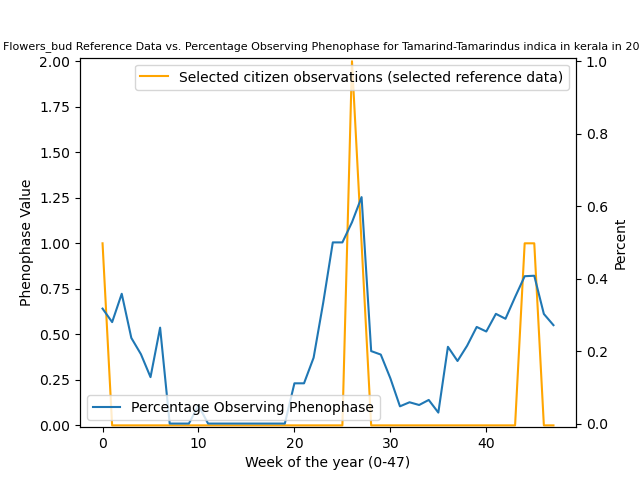 Flowers_bud Reference Data vs. Percentage Observing Phenophase for Tamarind-Tamarindus indica in kerala in 20
Selected citizen observations (selected reference data)
Percentage Observing Phenophase
Phenophase Value
2.00
1.75
1.50
1.25
1.00
0.75
0.50
0.25
0.00
Percent
1.0
0.8
0.6
0.4
0.2
0.0
0 10 20 30 40
Week of the year (0-47)